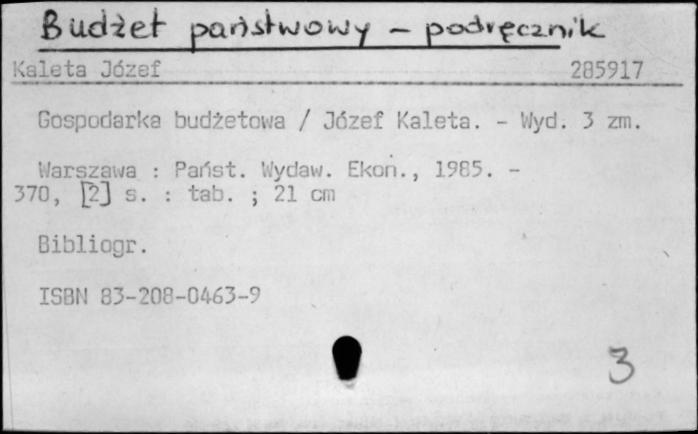 Budżet państwowy - podręcznik
Kaleta Józef 285917
Gospodarka budżetowa / Józef Kaleta. - Wyd. 3 zm.
Warszawa : Państ. Wydaw. Ekon., 1985. -
370, [2] s. : tab. ; 21 cm
Bibliogr.
ISBN 83-208-0463-9
3